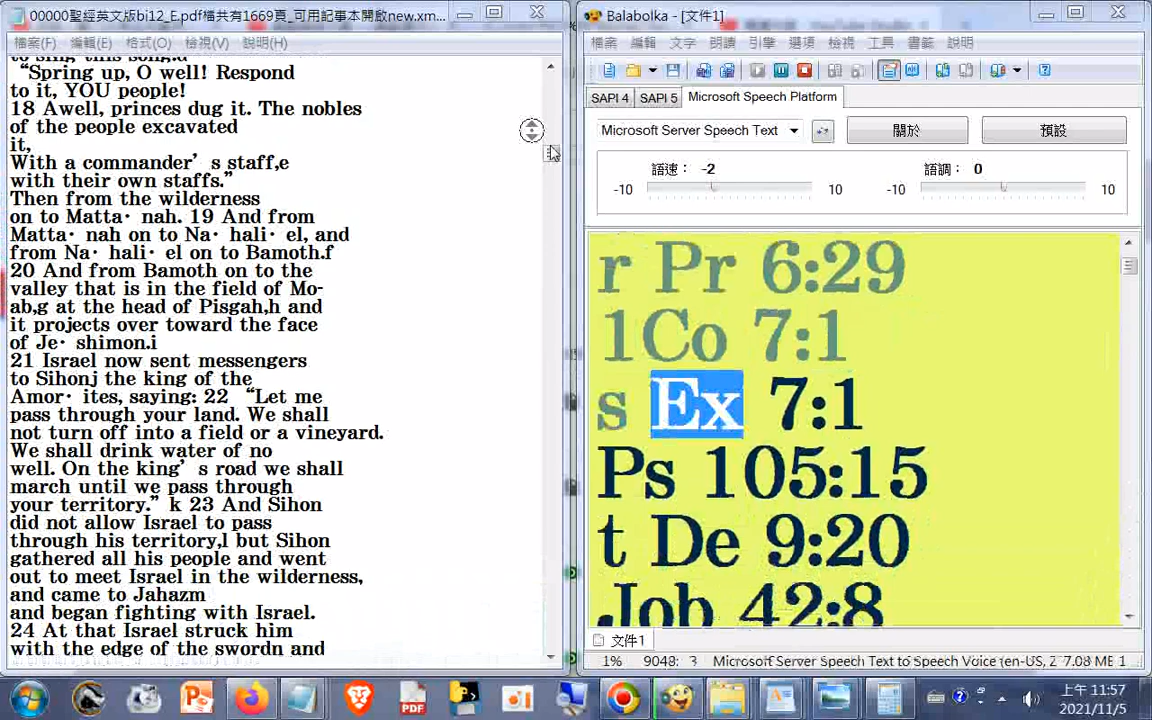 00000聖經英文版bi12_E.pdf檔共有1669頁_可用記事本開啟new.xm...
檔案(F) 編輯(E) 格式(O) 檢視(V) 說明(H)
to sing this song:d
“Spring up, O well! Respond
to it, YOU people!
18 Awell, princes dug it. The nobles
of the people excavated
it,
With a commander’s staff,e
with their own staffs.”
Then from the wilderness
on to Matta‧nah. 19 And from
Matta‧nah on to Na‧hali‧el, and
from Na‧hali‧el on to Bamoth.f
20 And from Bamoth on to the
valley that is in the field of Mo-
ab,g at the head of Pisgah,h and
it projects over toward the face
of Je‧shimon.i
21 Israel now sent messengers
to Sihonj the king of the
Amor‧ites, saying: 22 “Let me
pass through your land. We shall
not turn off into a field or a vineyard.
We shall drink water of no
well. On the king’s road we shall
march until we pass through
your territory.”k 23 And Sihon
did not allow Israel to pass
through his territory,l but Sihon
gathered all his people and went
out to meet Israel in the wilderness,
and came to Jahazm
and began fighting with Israel.
24 At that Israel struck him
with the edge of the swordn and
Balabolka - [文件1]
檔案 編輯 文字 朗讀 引擎 選項 檢視 工具 書籤 說明
SAPI 4 SAPI 5 Microsoft Speech Platform
Microsoft Server Speech Text 關於 預設
語速: -2 語調: 0
-10 10 -10 10
r Pr 6:29
1Co 7:1
s Ex 7:1
Ps 105:15
t De 9:20
Job 42:8
文件1
1% 9048: 3 Microsoft Server Speech Text to Speech Voice (en-US, 2 7.08 ME 1
上午 11:57
2021/11/5